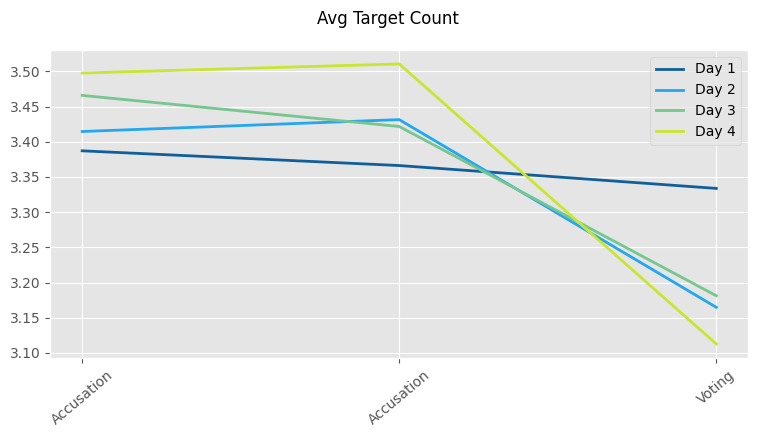 Avg Target Count
3.50
3.45
3.40
3.35
3.30
3.25
3.20
3.15
3.10
Day 1
Day 2
Day 3
Day 4
Accusation
Accusation
Voting